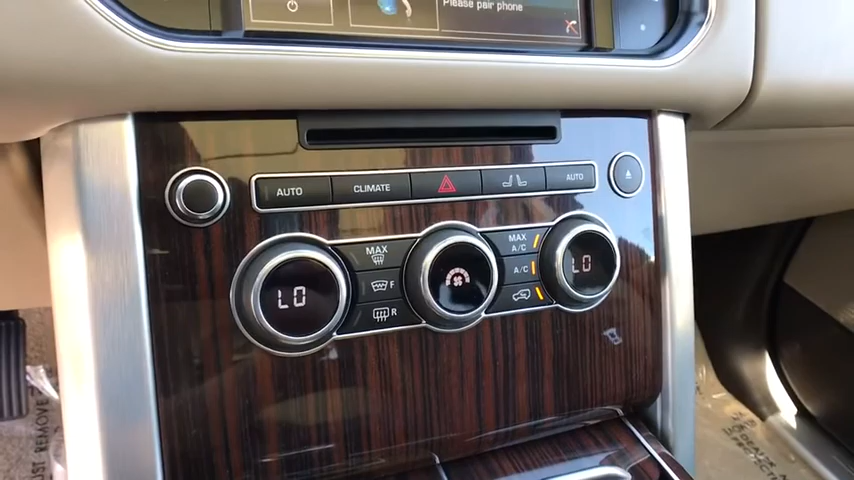 Please pair phone
AUTO CLIMATE AUTO
MAX MAX A/C
F A/C
R
LO LO